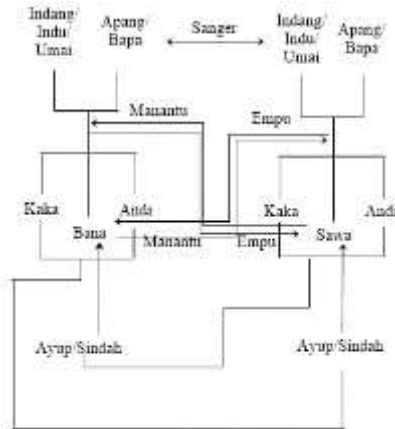 Indang/
Indu/
Umai
Apang/
Bapa
Sanger
Indang/
Indu/
Umai
Apang/
Bapa
Manantu
Empu
Kaka
Anda
Bana
Kaka
Andi
Sawa
Manantu
Empu
Ayup/Sindah
Ayup/Sindah